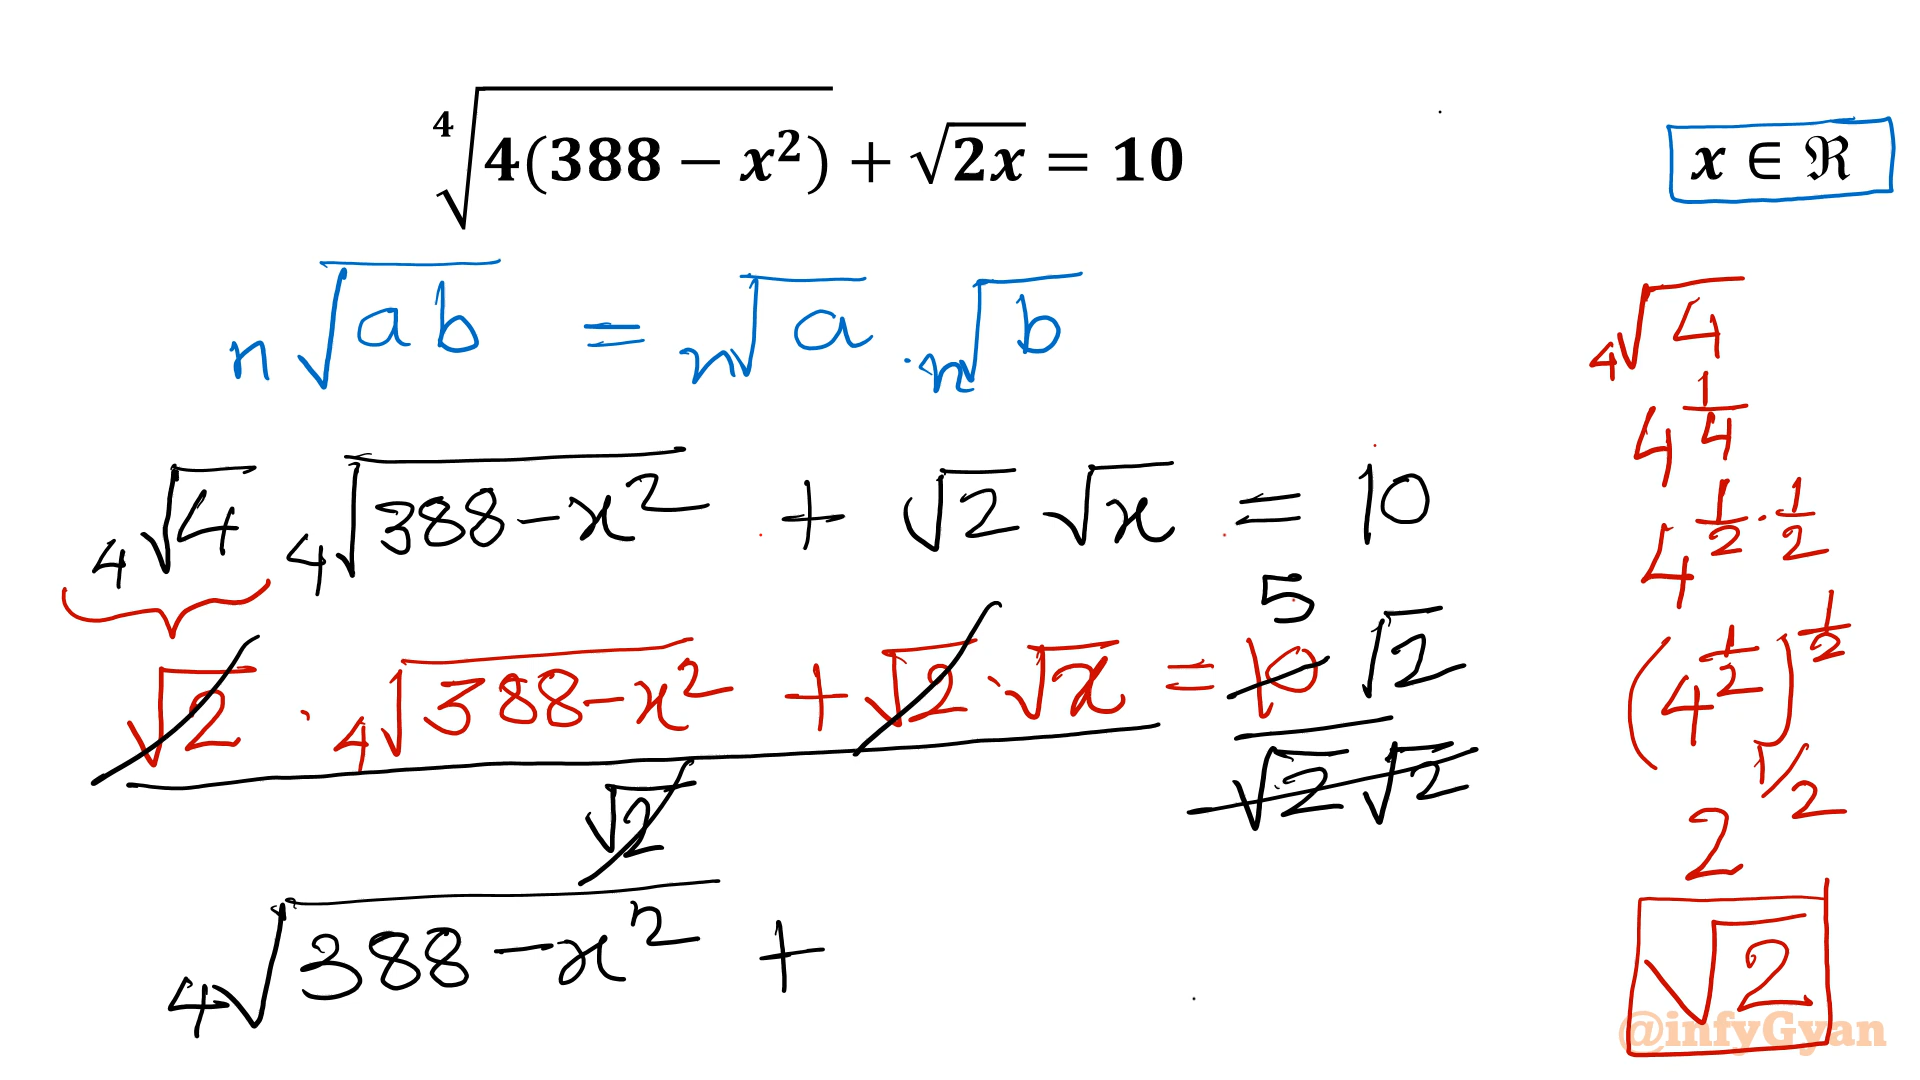 ⁴√(4(388 − x²)) + √(2x) = 10
x ∈ ℜ
ⁿ√(ab) = ⁿ√a · ⁿ√b
⁴√4 ⁴√(388 − x²) + √2 √x = 10
√2 · ⁴√(388 − x²) + √2 · √x = 10 √2
5
√2
√2 √2
⁴√(388 − x²) +
⁴√4
4^(1/4)
4^(1/2 · 1/2)
(4^(1/2))^(1/2)
2^(1/2)
√2
@infyGyan